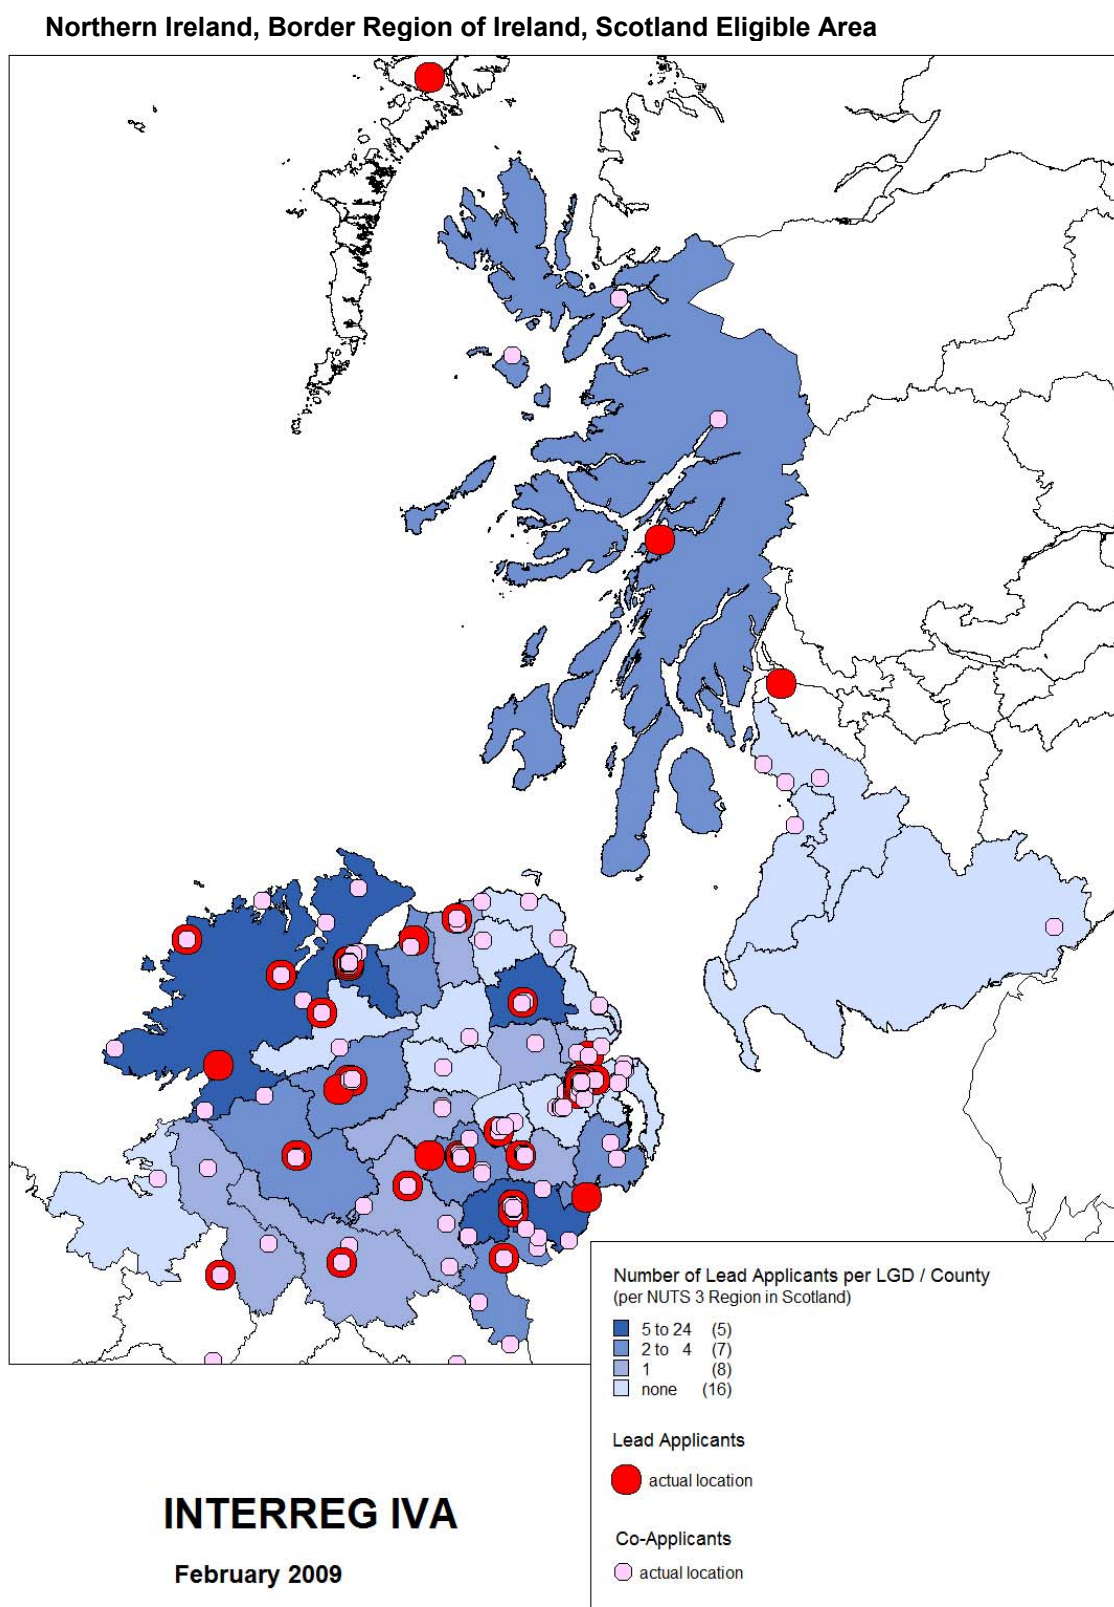 Northern Ireland, Border Region of Ireland, Scotland Eligible Area
Number of Lead Applicants per LGD / County
(per NUTS 3 Region in Scotland)
5 to 24 (5)
2 to 4 (7)
1 (8)
none (16)
Lead Applicants
actual location
Co-Applicants
actual location
INTERREG IVA
February 2009